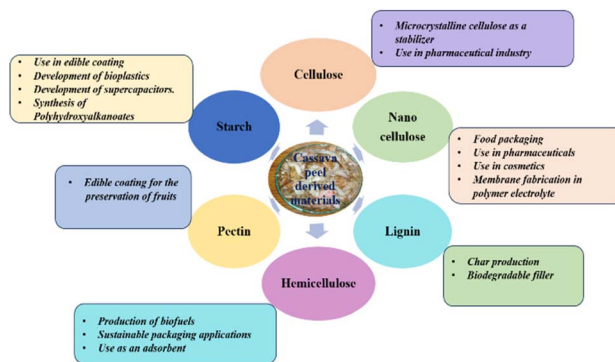 • Microcrystalline cellulose as a
stabilizer
• Use in pharmaceutical industry
Cellulose
• Use in edible coating
• Development of bioplastics
• Development of supercapacitors.
• Synthesis of
Polyhydroxyalkanoates
Starch
Nano
cellulose
• Food packaging
• Use in pharmaceuticals
• Use in cosmetics
• Membrane fabrication in
polymer electrolyte
Cassava
peel
derived
materials
• Edible coating for the
preservation of fruits
Pectin
Lignin
• Char production
• Biodegradable filler
Hemicellulose
• Production of biofuels
• Sustainable packaging applications
• Use as an adsorbent